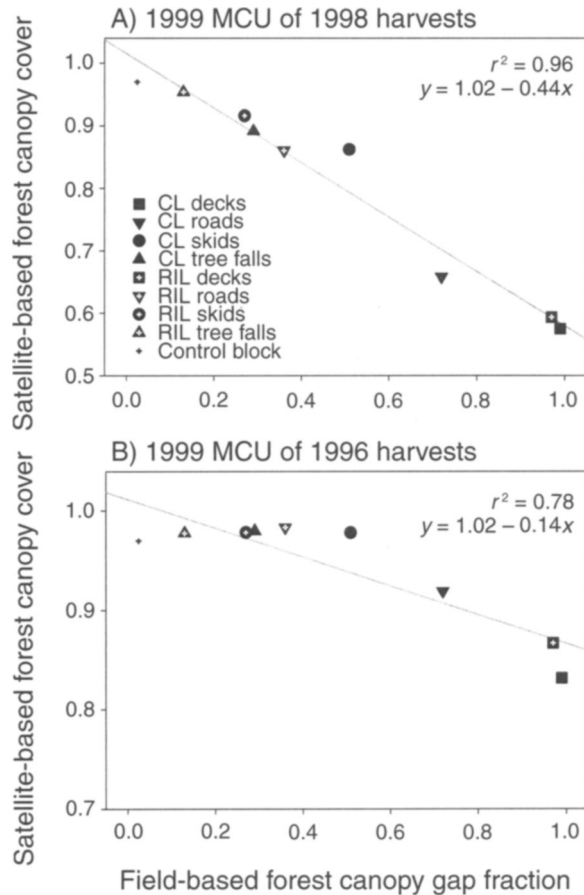 A) 1999 MCU of 1998 harvests
Satellite-based forest canopy cover
1.0
0.9
0.8
0.7
0.6
0.5
r² = 0.96
y = 1.02 – 0.44x
CL decks
CL roads
CL skids
CL tree falls
RIL decks
RIL roads
RIL skids
RIL tree falls
Control block
0.0 0.2 0.4 0.6 0.8 1.0
B) 1999 MCU of 1996 harvests
Satellite-based forest canopy cover
1.0
0.9
0.8
0.7
r² = 0.78
y = 1.02 – 0.14x
0.0 0.2 0.4 0.6 0.8 1.0
Field-based forest canopy gap fraction